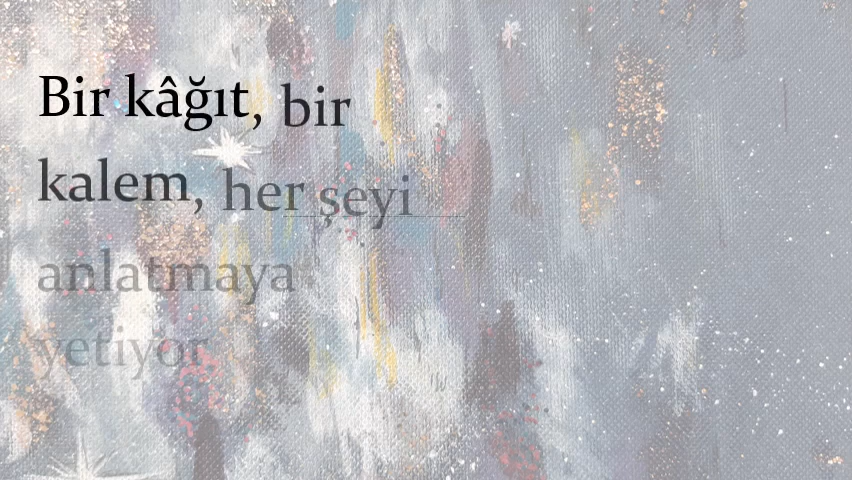 Bir kâğıt, bir
kalem, her şeyi
anlatmaya
yetiyor